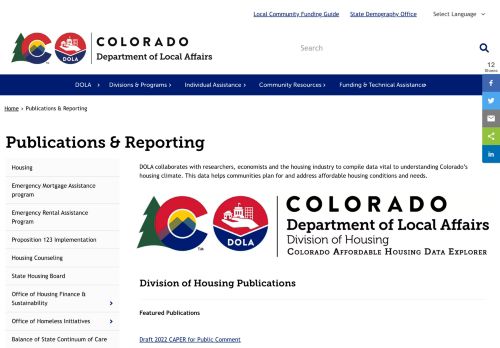 Local Community Funding Guide State Demography Office Select Language
COLORADO
Department of Local Affairs
CO
DOLA
Search
DOLA Divisions & Programs Individual Assistance Community Resources Funding & Technical Assistance
12
Shares
Home > Publications & Reporting
Publications & Reporting
Housing
Emergency Mortgage Assistance
program
Emergency Rental Assistance
Program
Proposition 123 Implementation
Housing Counseling
State Housing Board
Office of Housing Finance &
Sustainability
Office of Homeless Initiatives
Balance of State Continuum of Care
DOLA collaborates with researchers, economists and the housing industry to compile data vital to understanding Colorado's
housing climate. This data helps communities plan for and address affordable housing conditions and needs.
CO
DOLA
COLORADO
Department of Local Affairs
Division of Housing
COLORADO AFFORDABLE HOUSING DATA EXPLORER
Division of Housing Publications
Featured Publications
Draft 2022 CAPER for Public Comment